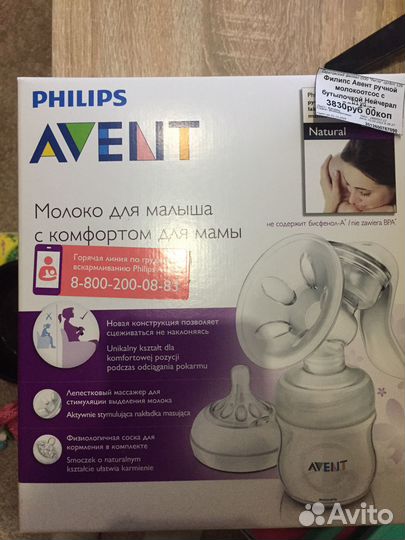 Филипс Авент ручной
молокоотсос с
бутылочкой Нейчерал
3830руб 00коп
PHILIPS
AVENT
Natural
Молоко для малыша
с комфортом для мамы
не содержит бисфенол-А* / nie zawiera BPA*
Горячая линия по
вскармливанию Philips
8-800-200-08-83
Новая конструкция позволяет
сцеживаться не наклоняясь
Unikalny kształt dla
komfortowej pozycji
podczas odciągania pokarmu
Лепестковый массажер для
стимуляции выделения молока
Aktywnie stymulująca nakładka masująca
Физиологичная соска для
кормления в комплекте
Smoczek o naturalnym
kształcie ułatwia karmienie
AVENT
Avito